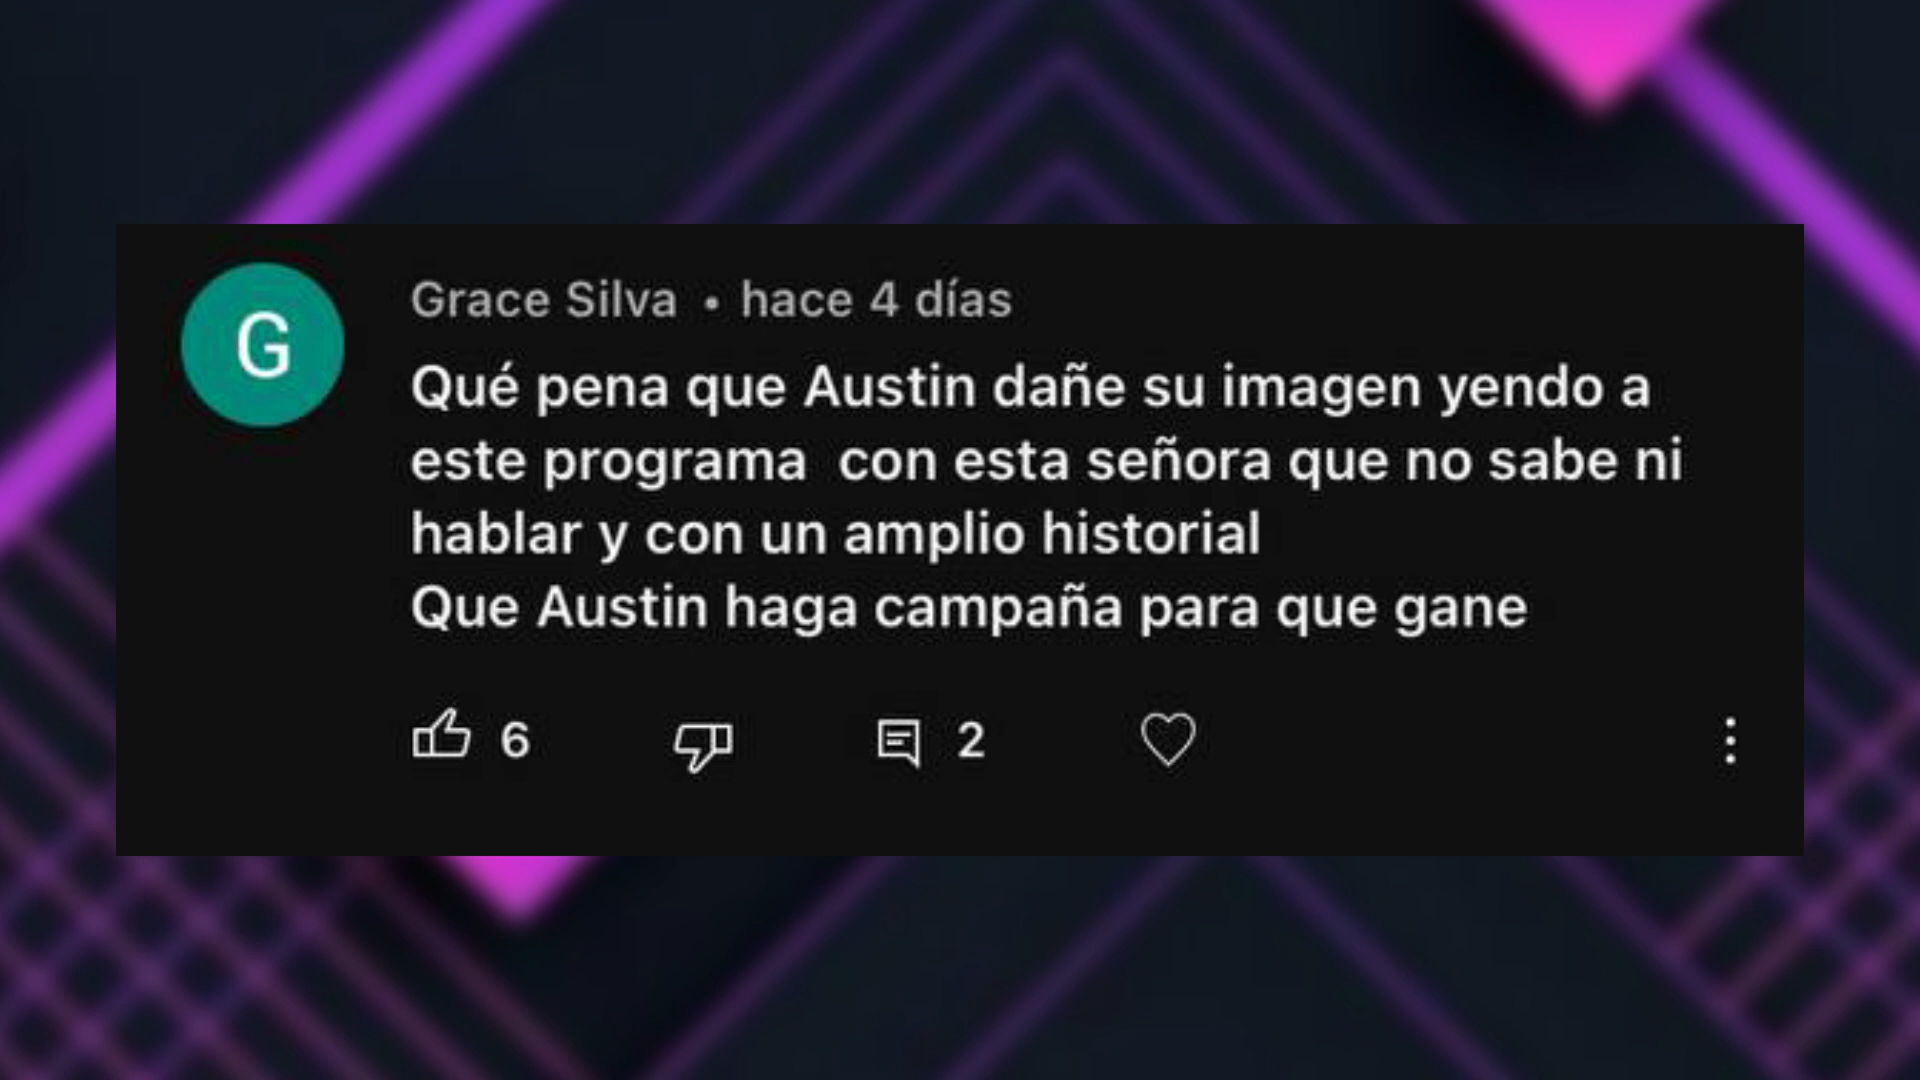 G
Grace Silva • hace 4 días
Qué pena que Austin dañe su imagen yendo a
este programa  con esta señora que no sabe ni
hablar y con un amplio historial
Que Austin haga campaña para que gane
6 2